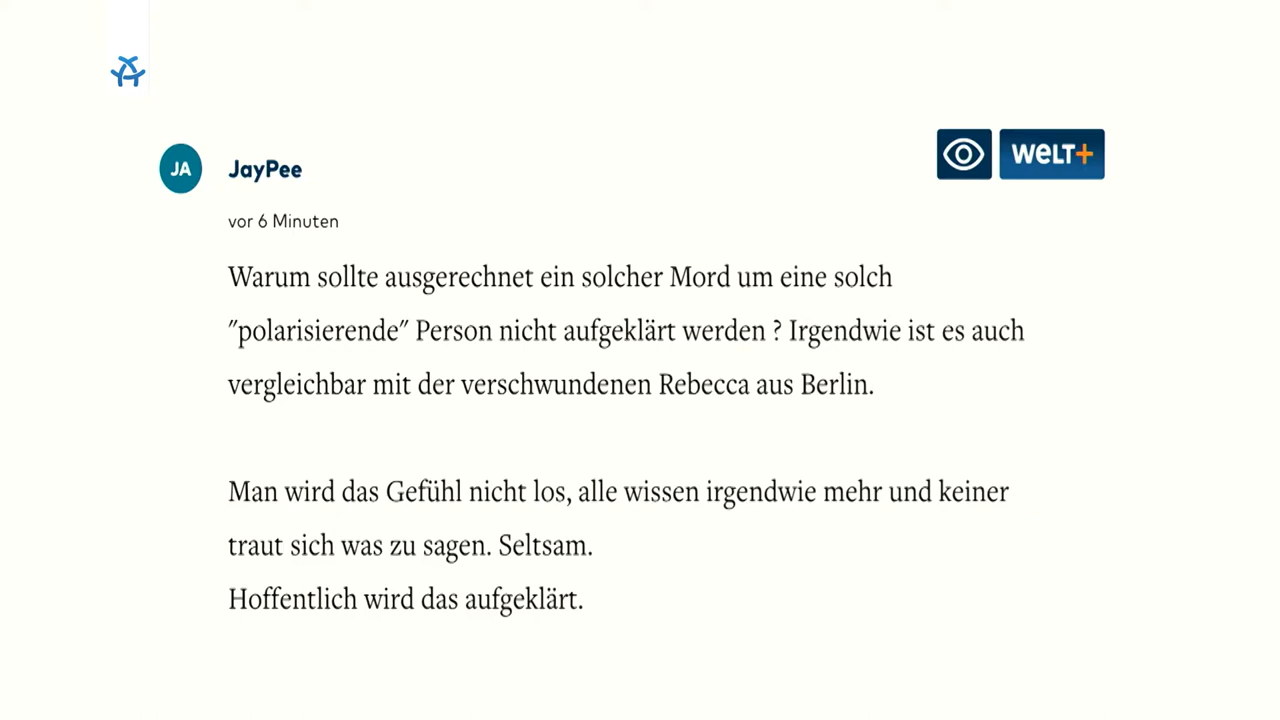 JA
JayPee
WELT+
vor 6 Minuten
Warum sollte ausgerechnet ein solcher Mord um eine solch
"polarisierende" Person nicht aufgeklärt werden ? Irgendwie ist es auch
vergleichbar mit der verschwundenen Rebecca aus Berlin.
Man wird das Gefühl nicht los, alle wissen irgendwie mehr und keiner
traut sich was zu sagen. Seltsam.
Hoffentlich wird das aufgeklärt.